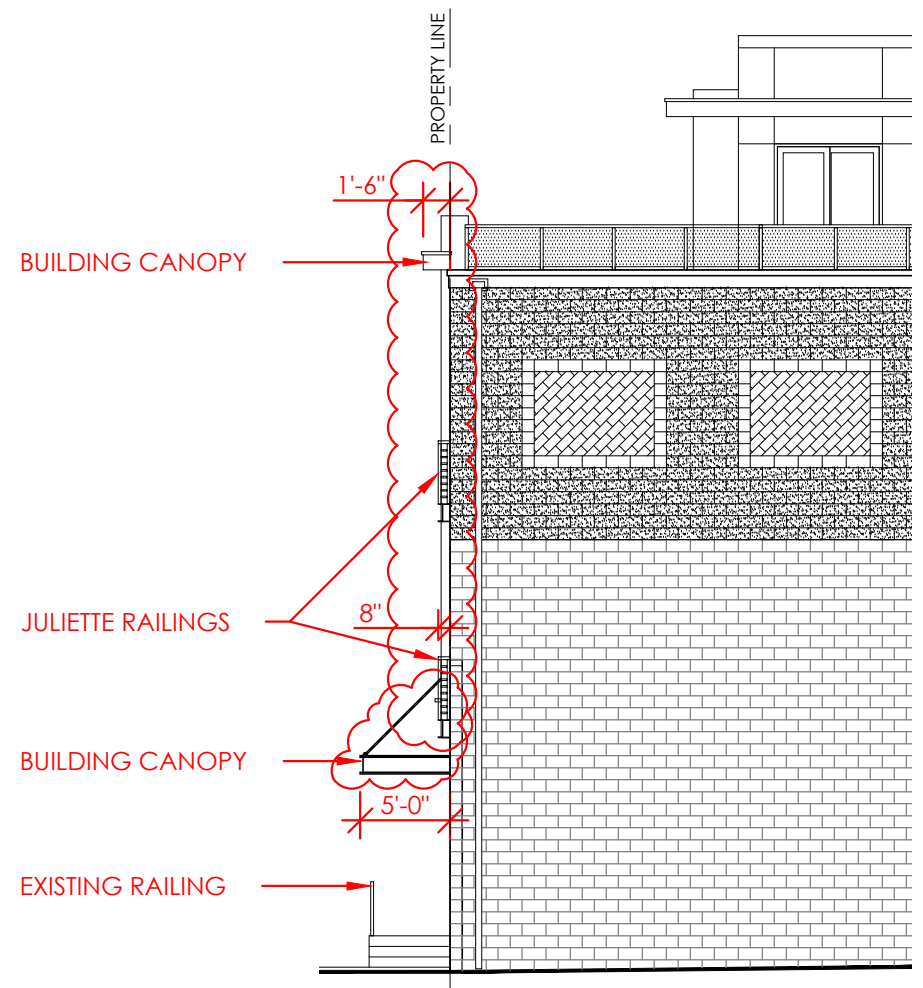 PROPERTY LINE
1'-6"
BUILDING CANOPY
8"
JULIETTE RAILINGS
BUILDING CANOPY
5'-0"
EXISTING RAILING